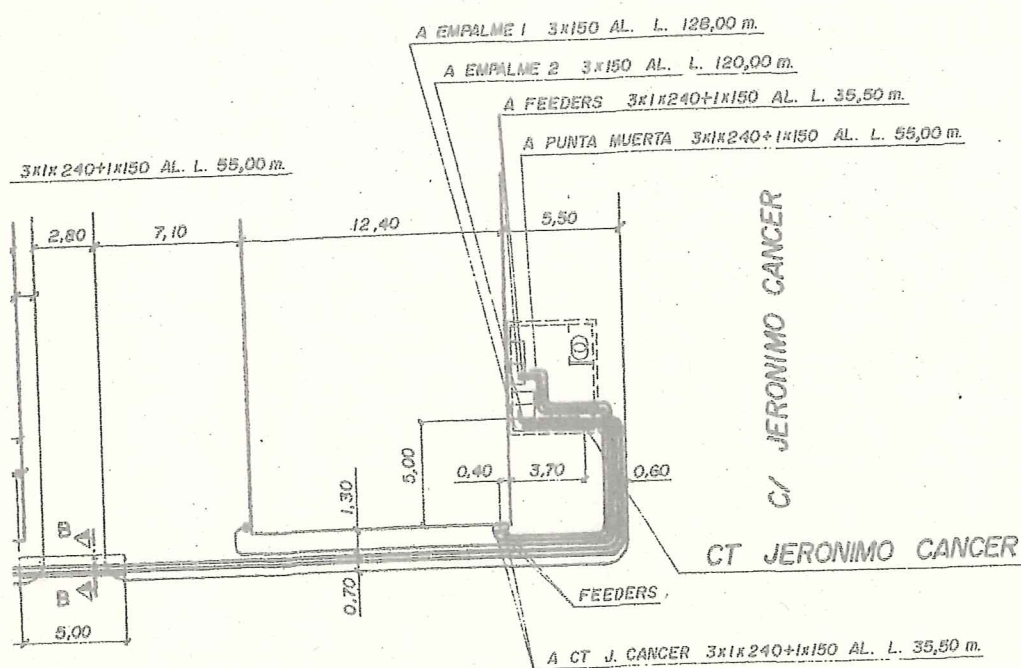 A EMPALME 1 3x150 AL. L. 128,00 m.
A EMPALME 2 3x150 AL. L. 120,00 m.
A FEEDERS 3x1x240+1x150 AL. L. 35,50 m.
A PUNTA MUERTA 3x1x240+1x150 AL. L. 55,00 m.
3x1x240+1x150 AL. L. 55,00 m.
2,80
7,10
12,40
5,50
C/ JERONIMO CANCER
5,00
0,40
3,70
0,60
1,30
B
B
0,70
5,00
CT JERONIMO CANCER
FEEDERS
A CT J. CANCER 3x1x240+1x150 AL. L. 35,50 m.